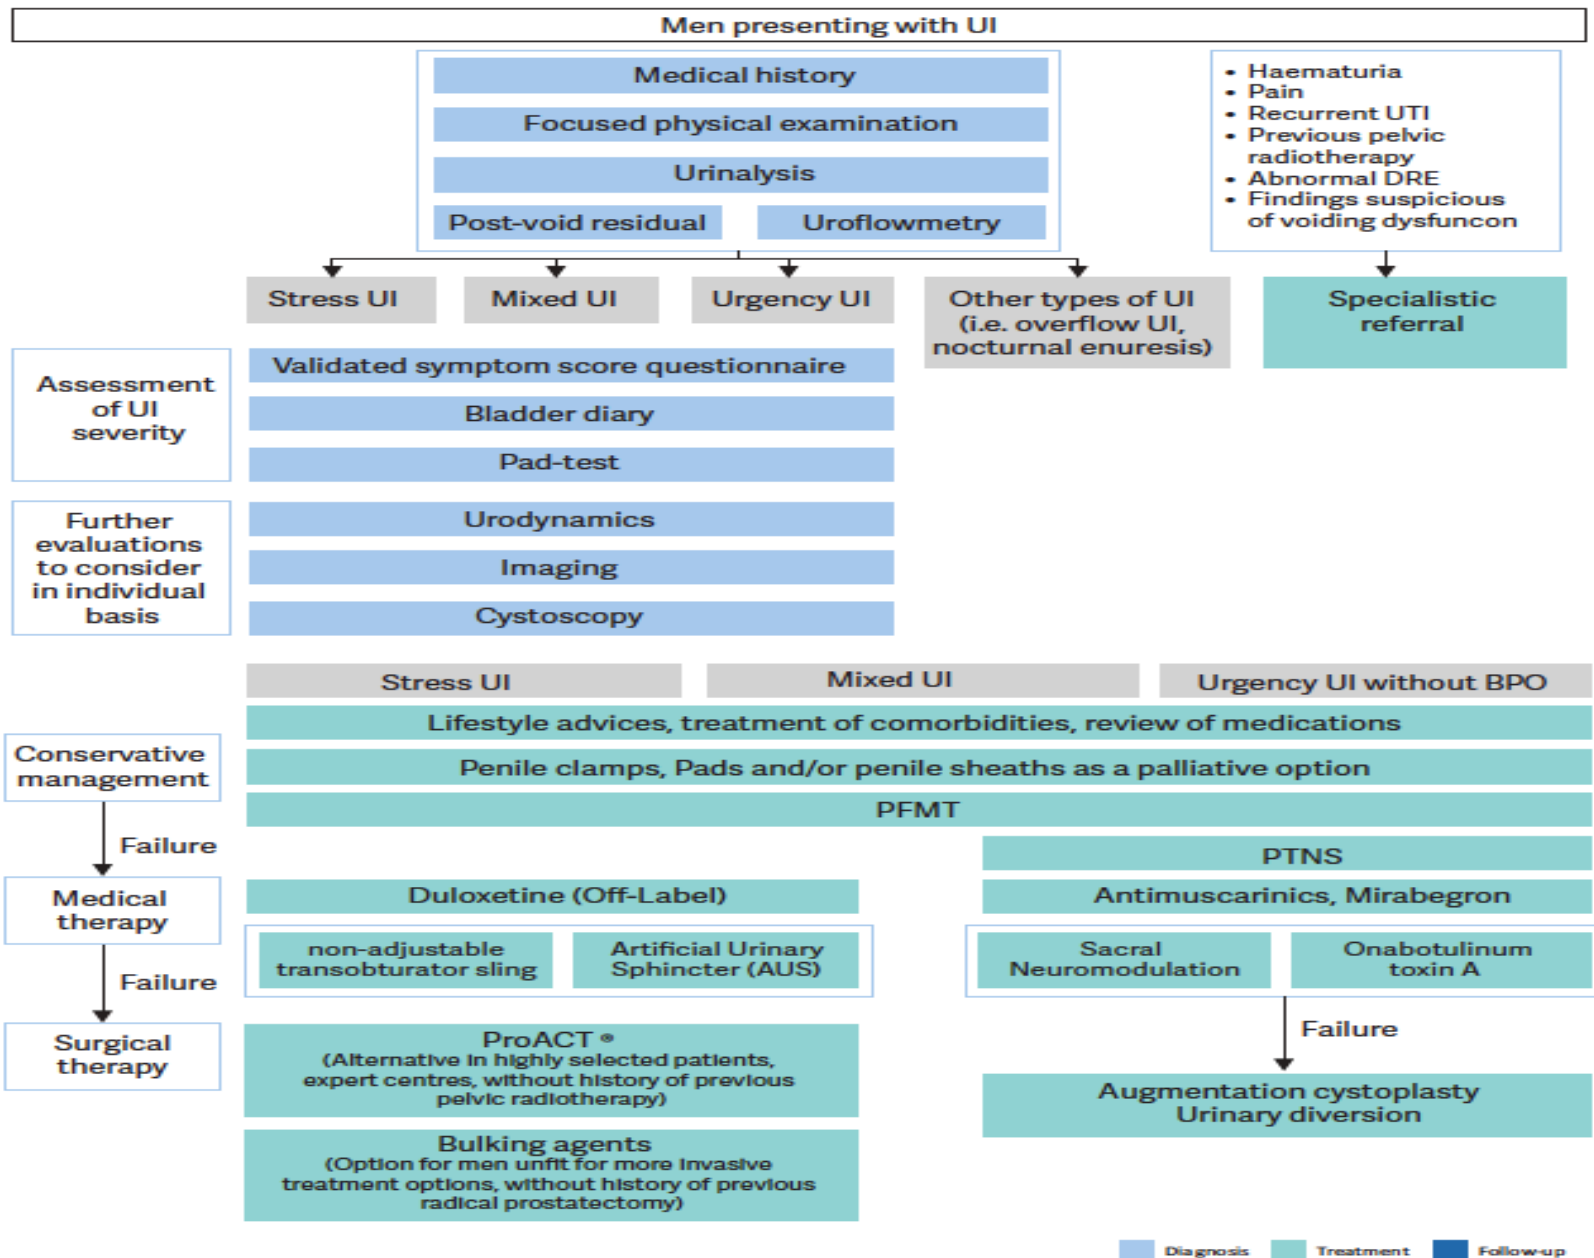 Men presenting with UI
Medical history
Focused physical examination
Urinalysis
Post-void residual
Uroflowmetry
• Haematuria
• Pain
• Recurrent UTI
• Previous pelvic
radiotherapy
• Abnormal DRE
• Findings suspicious
of voiding dysfuncon
Stress UI
Mixed UI
Urgency UI
Other types of UI
(i.e. overflow UI,
nocturnal enuresis)
Specialistic
referral
Assessment
of UI
severity
Validated symptom score questionnaire
Bladder diary
Pad-test
Further
evaluations
to consider
in individual
basis
Urodynamics
Imaging
Cystoscopy
Stress UI
Mixed UI
Urgency UI without BPO
Conservative
management
Lifestyle advices, treatment of comorbidities, review of medications
Penile clamps, Pads and/or penile sheaths as a palliative option
PFMT
Failure
PTNS
Medical
therapy
Duloxetine (Off-Label)
Antimuscarinics, Mirabegron
non-adjustable
transobturator sling
Artificial Urinary
Sphincter (AUS)
Sacral
Neuromodulation
Onabotulinum
toxin A
Failure
Failure
Surgical
therapy
ProACT ®
(Alternative in highly selected patients,
expert centres, without history of previous
pelvic radiotherapy)
Augmentation cystoplasty
Urinary diversion
Bulking agents
(Option for men unfit for more invasive
treatment options, without history of previous
radical prostatectomy)
Diagnosis
Treatment
Follow-up